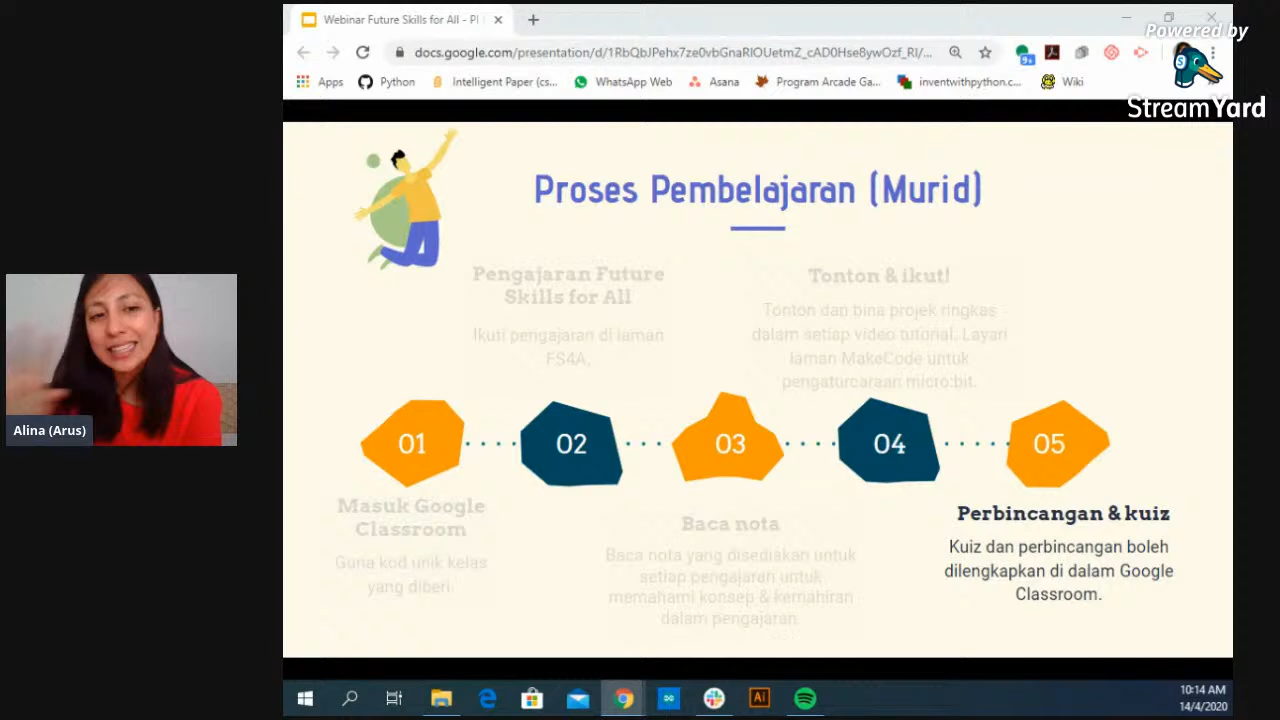 Webinar Future Skills for All - Pl
docs.google.com/presentation/d/1RbQbJPehx7ze0vbGnaRlOUetmZ_cAD0Hse8ywOzf_RI/...
9+
Apps
Python
Intelligent Paper (cs...
WhatsApp Web
Asana
Program Arcade Ga...
inventwithpython.c...
Wiki
Powered by
S
StreamYard
Proses Pembelajaran (Murid)
Pengajaran Future
Skills for All
Ikuti pengajaran di laman
FS4A.
Tonton & ikut!
Tonton dan bina projek ringkas
dalam setiap video tutorial. Layari
laman MakeCode untuk
pengaturcaraan micro:bit.
01
02
03
04
05
Masuk Google
Classroom
Guna kod unik kelas
yang diberi
Baca nota
Baca nota yang disediakan untuk
setiap pengajaran untuk
memahami konsep & kemahiran
dalam pengajaran.
Perbincangan & kuiz
Kuiz dan perbincangan boleh
dilengkapkan di dalam Google
Classroom.
Alina (Arus)
Ai
10:14 AM
14/4/2020